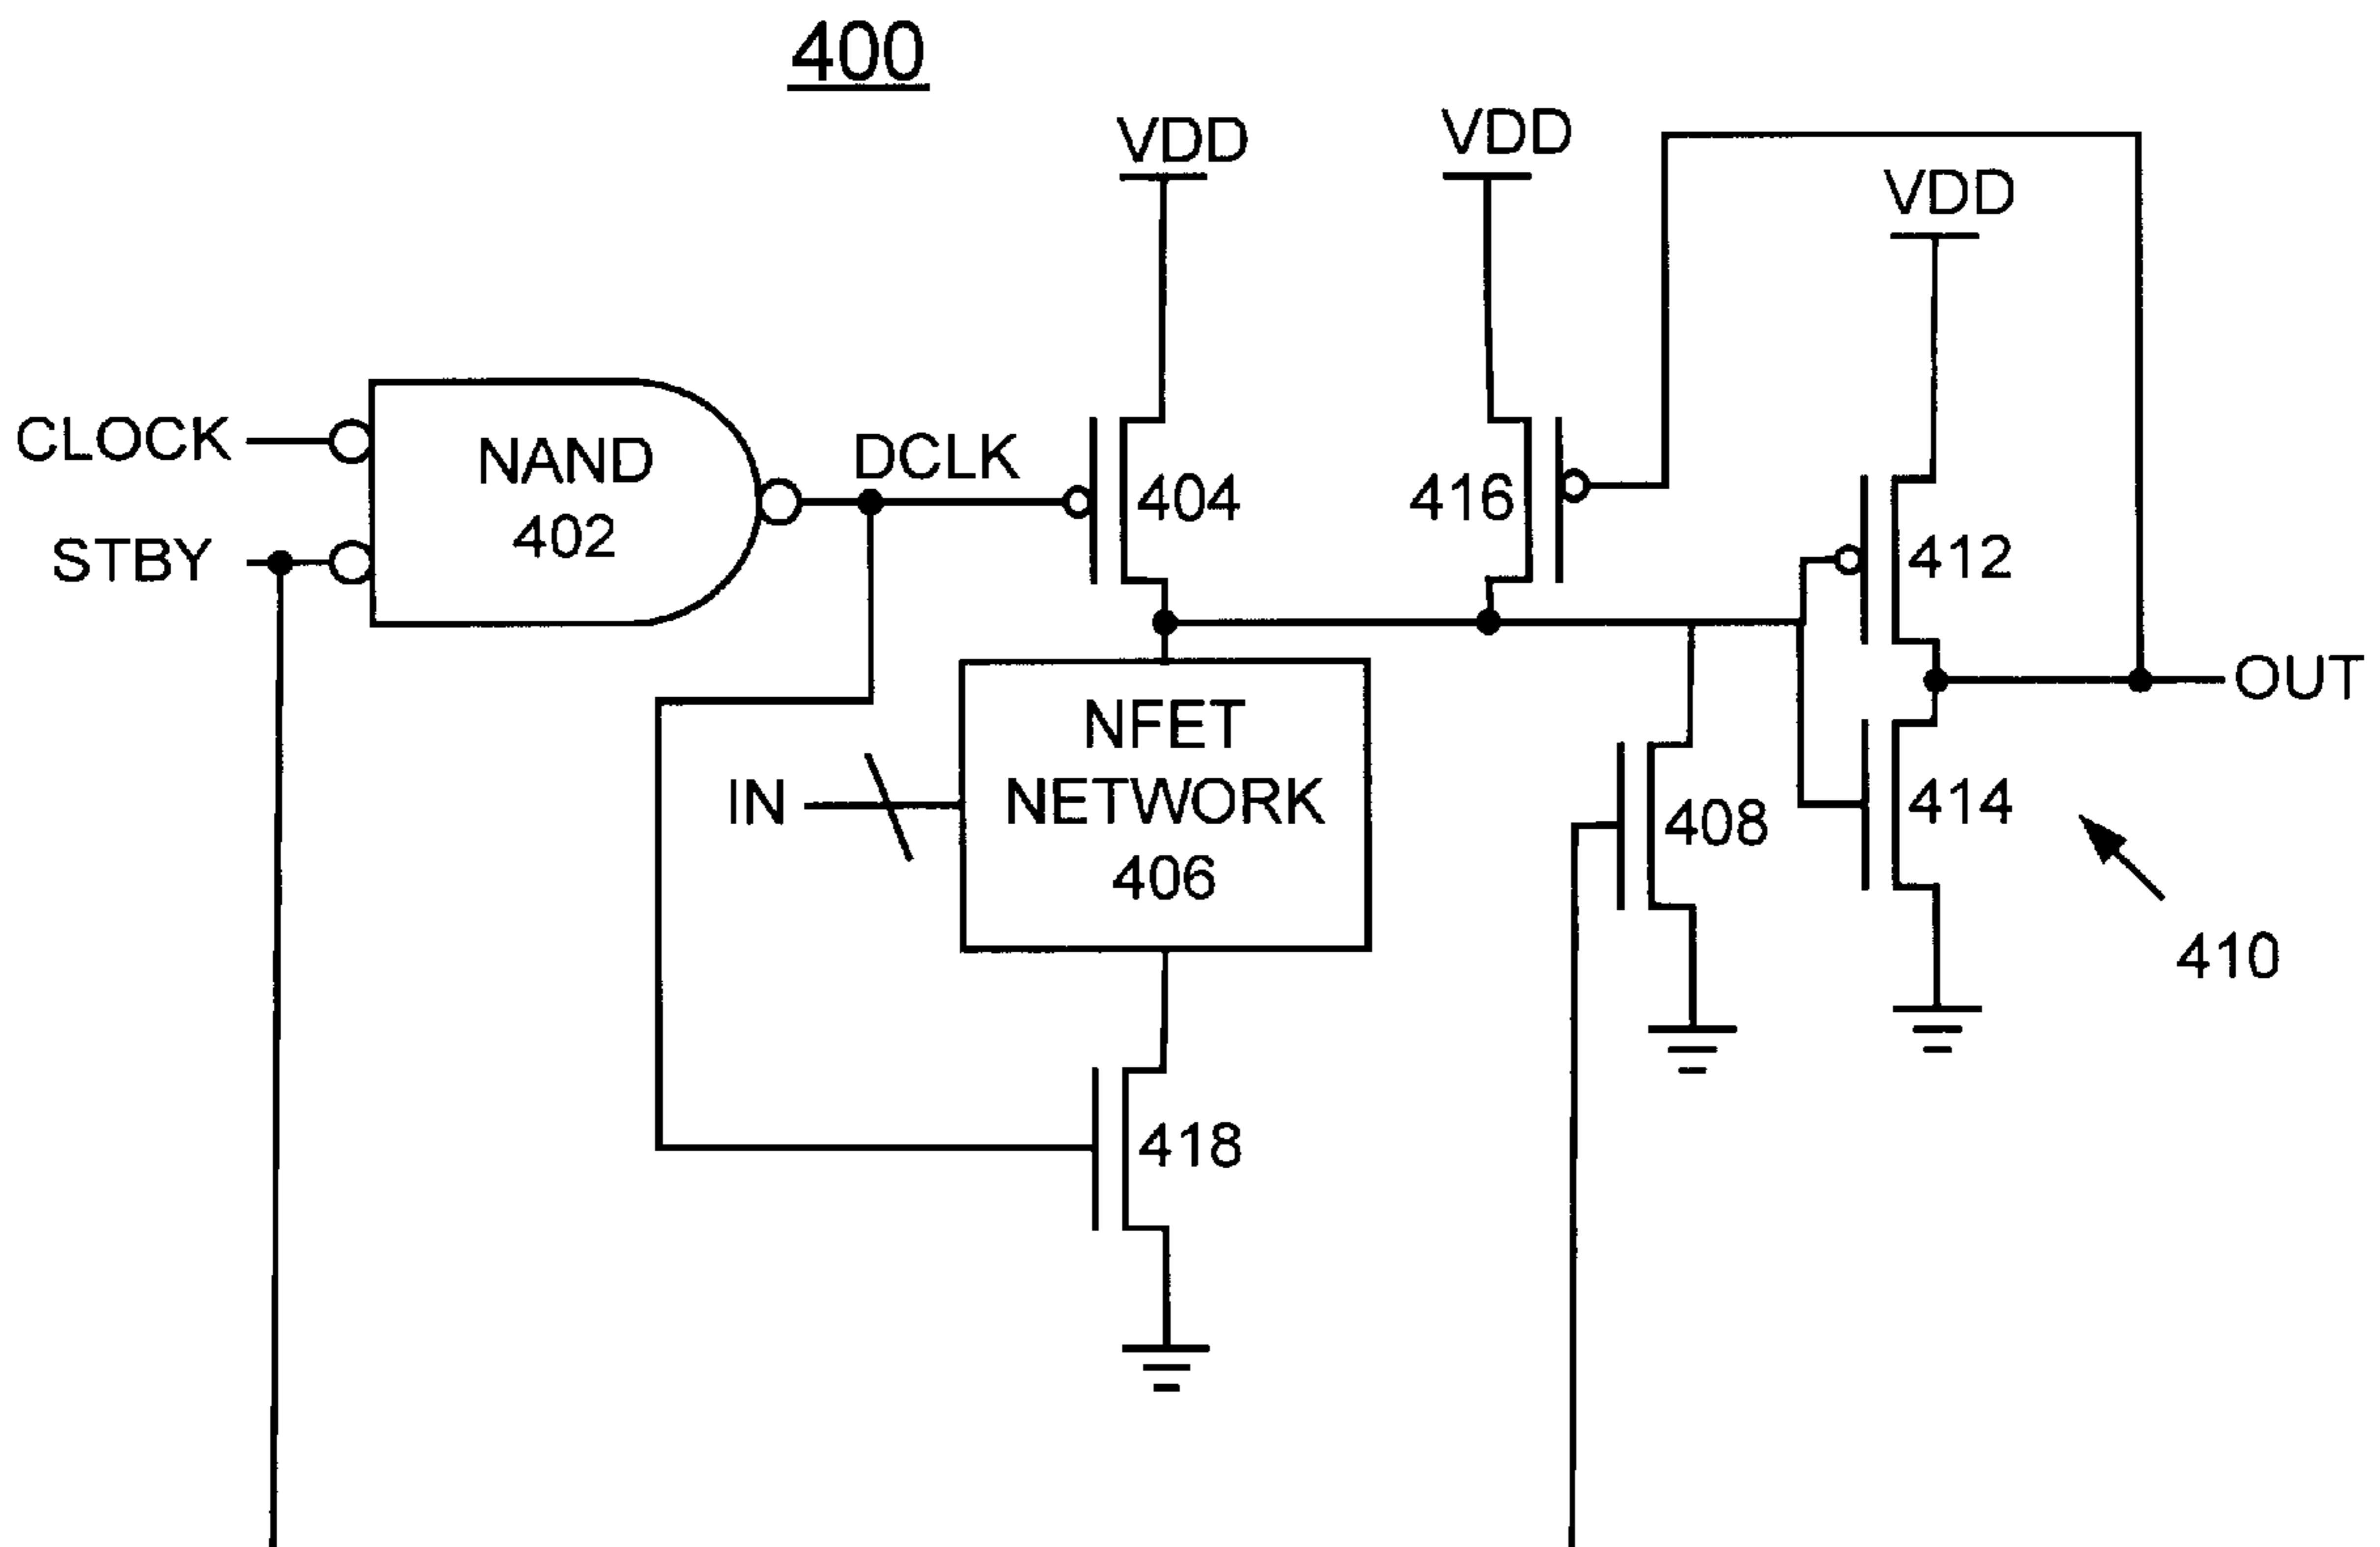 400
VDD
VDD
VDD
CLOCK
NAND
402
DCLK
404
416
STBY
412
OUT
NFET
NETWORK
406
IN
408
414
410
418